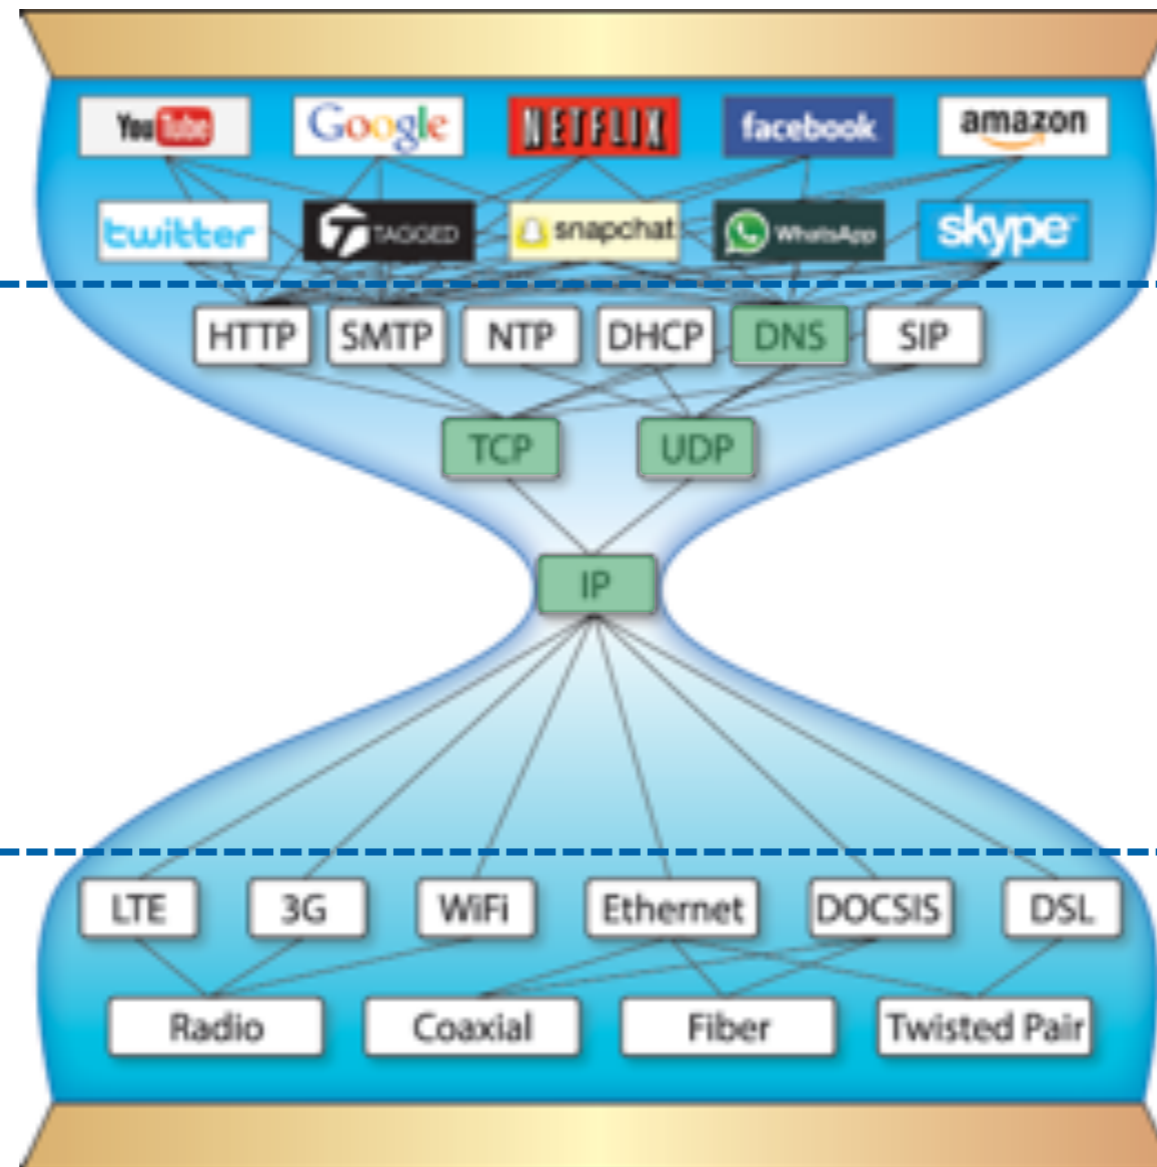 YouTube Google NETFLIX facebook amazon
twitter TAGGED snapchat WhatsApp skype
HTTP SMTP NTP DHCP DNS SIP
TCP UDP
IP
LTE 3G WiFi Ethernet DOCSIS DSL
Radio Coaxial Fiber Twisted Pair